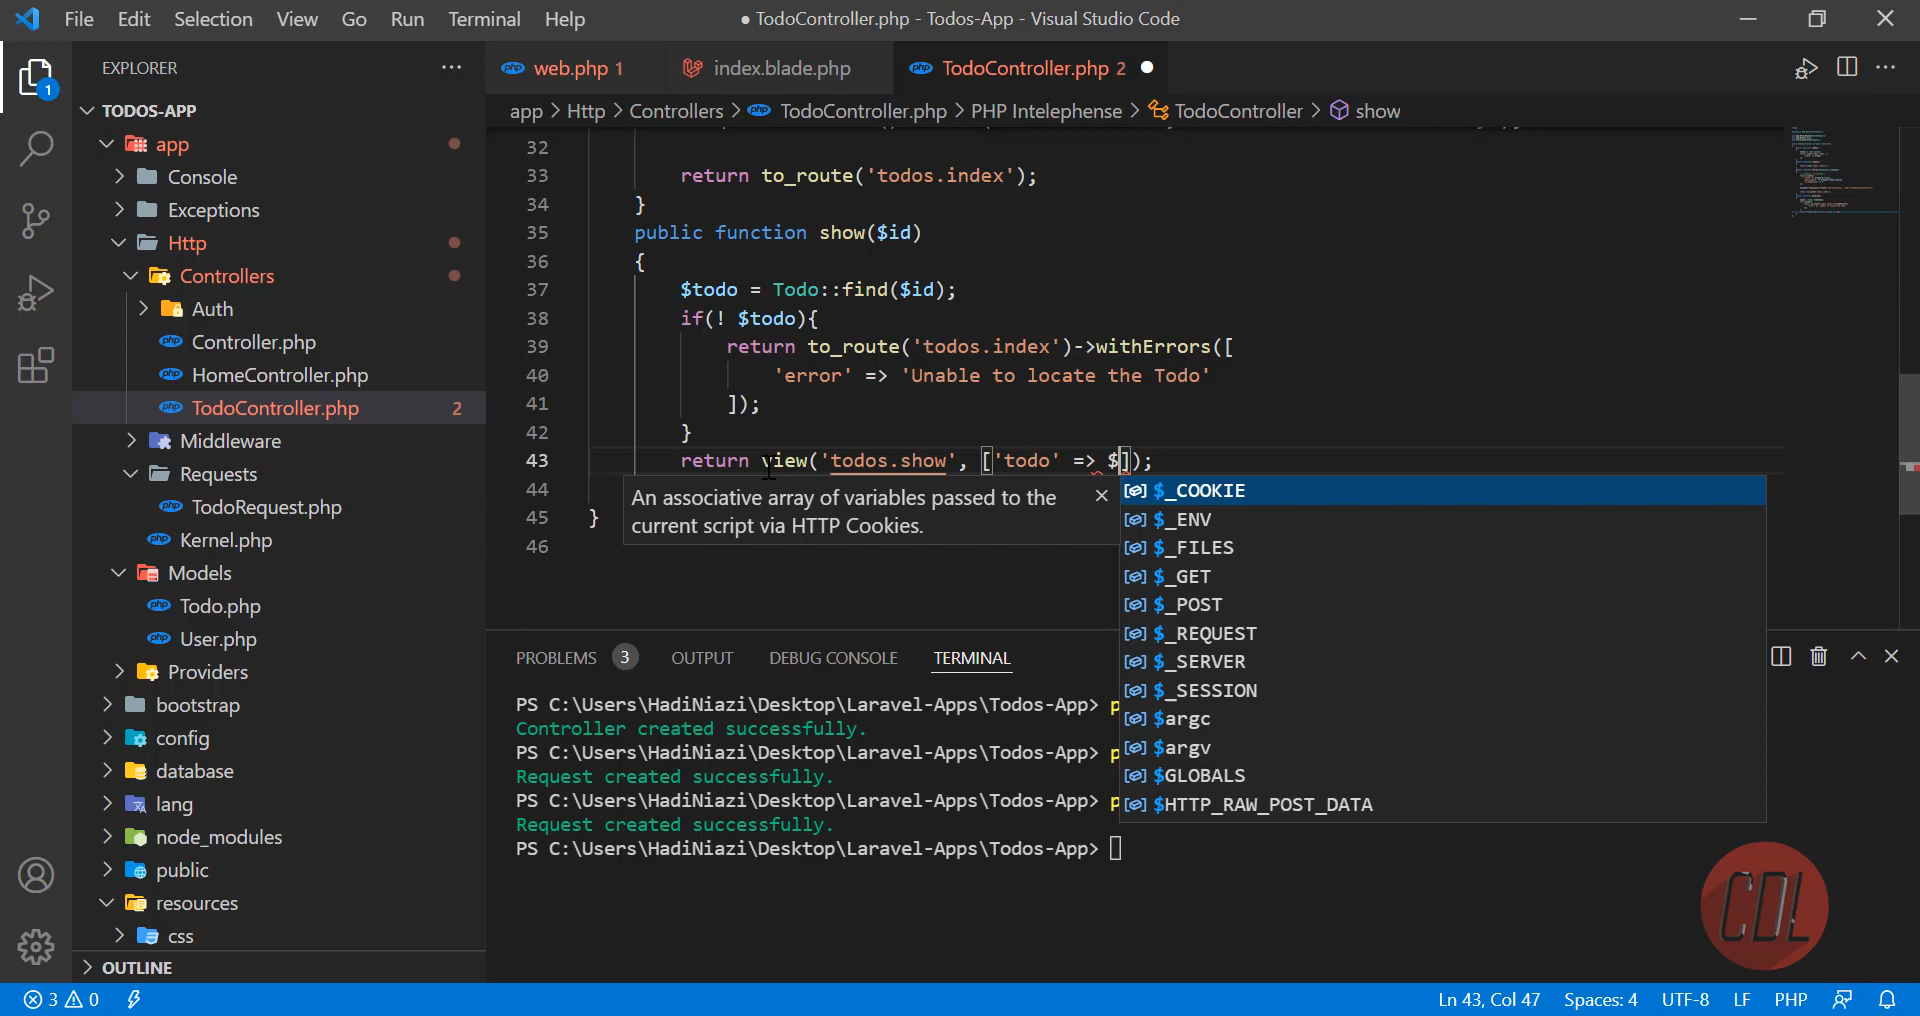 File Edit Selection View Go Run Terminal Help
● TodoController.php - Todos-App - Visual Studio Code
EXPLORER
1
TODOS-APP
app
Console
Exceptions
Http
Controllers
Auth
Controller.php
HomeController.php
TodoController.php 2
Middleware
Requests
TodoRequest.php
Kernel.php
Models
Todo.php
User.php
Providers
bootstrap
config
database
lang
node_modules
public
resources
css
OUTLINE
web.php 1
index.blade.php
TodoController.php 2
app > Http > Controllers > TodoController.php > PHP Intelephense > TodoController > show
32
33 return to_route('todos.index');
34 }
35 public function show($id)
36 {
37 $todo = Todo::find($id);
38 if(! $todo){
39 return to_route('todos.index')->withErrors([
40 'error' => 'Unable to locate the Todo'
41 ]);
42 }
43 return view('todos.show', ['todo' => $]);
44
45 }
46
An associative array of variables passed to the
current script via HTTP Cookies.
$_COOKIE
$_ENV
$_FILES
$_GET
$_POST
$_REQUEST
$_SERVER
$_SESSION
$argc
$argv
$GLOBALS
$HTTP_RAW_POST_DATA
PROBLEMS 3 OUTPUT DEBUG CONSOLE TERMINAL
PS C:\Users\HadiNiazi\Desktop\Laravel-Apps\Todos-App> p
Controller created successfully.
PS C:\Users\HadiNiazi\Desktop\Laravel-Apps\Todos-App> p
Request created successfully.
PS C:\Users\HadiNiazi\Desktop\Laravel-Apps\Todos-App> p
Request created successfully.
PS C:\Users\HadiNiazi\Desktop\Laravel-Apps\Todos-App>
CDL
3 0
Ln 43, Col 47 Spaces: 4 UTF-8 LF PHP